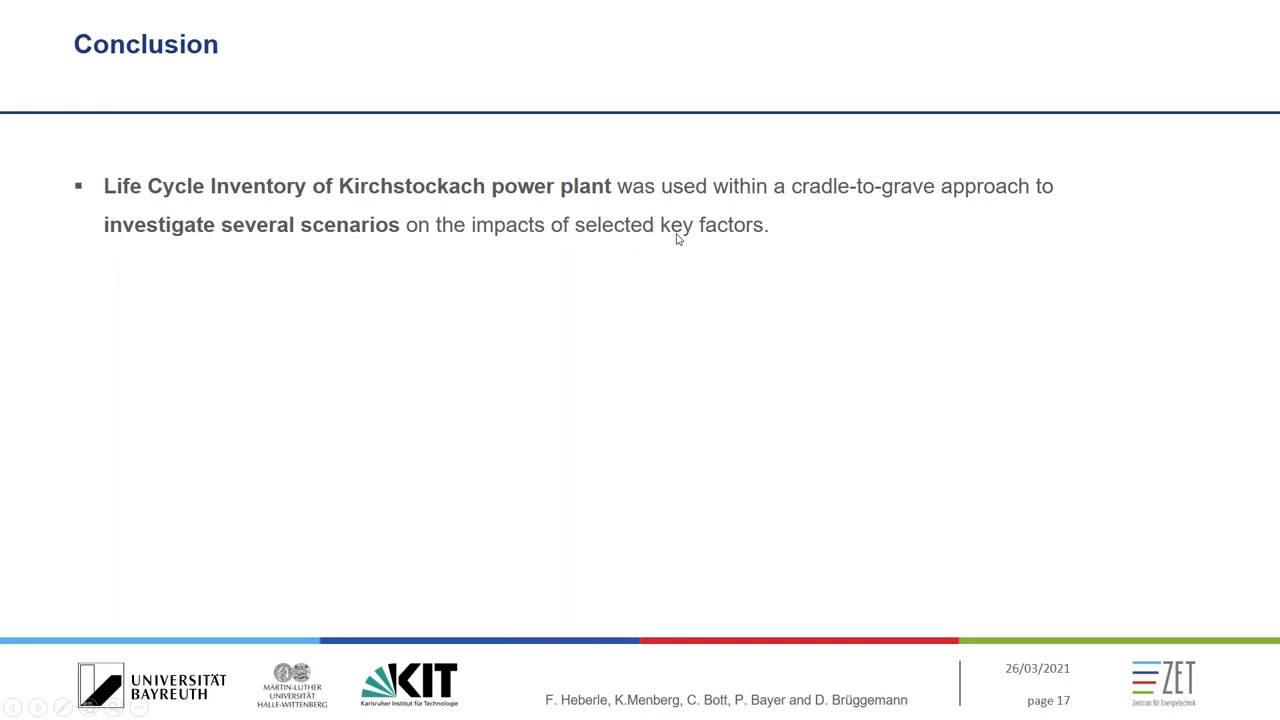 Conclusion
▪ Life Cycle Inventory of Kirchstockach power plant was used within a cradle-to-grave approach to
investigate several scenarios on the impacts of selected key factors.
UNIVERSITÄT
BAYREUTH
MARTIN-LUTHER
UNIVERSITÄT
HALLE-WITTENBERG
KIT
Karlsruher Institut für Technologie
F. Heberle, K.Menberg, C. Bott, P. Bayer and D. Brüggemann
26/03/2021
page 17
ZET
Zentrum für Energietechnik